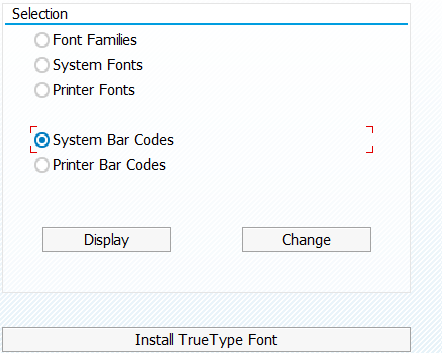 Selection
Font Families
System Fonts
Printer Fonts
System Bar Codes
Printer Bar Codes
Display Change
Install TrueType Font